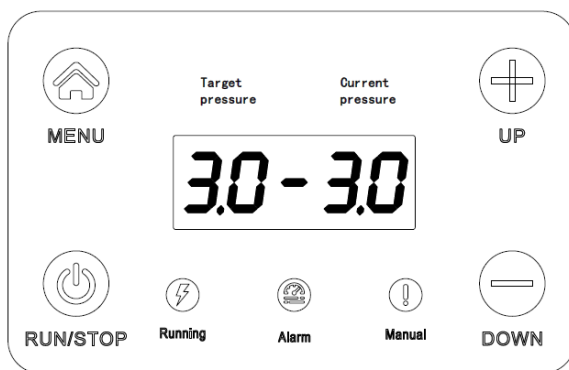 Target
pressure
Current
pressure
MENU
UP
3.0 - 3.0
RUN/STOP
Running
Alarm
Manual
DOWN